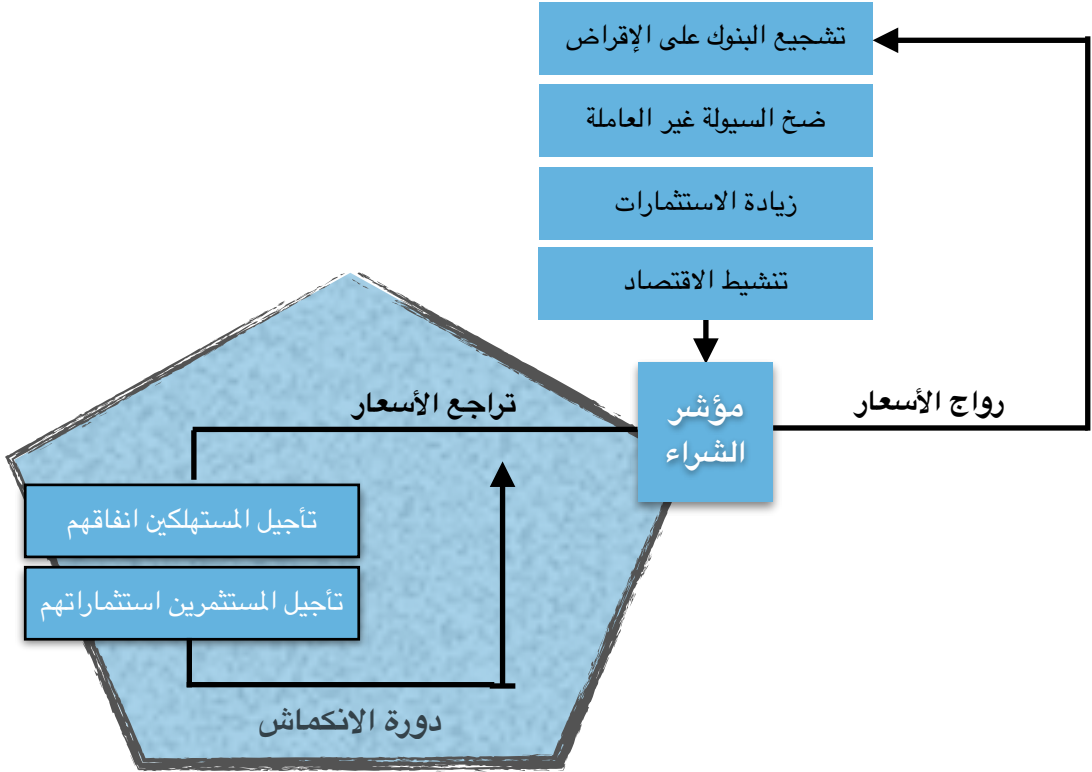 تشجيع البنوك على الإقراض
ضخ السيولة غير العاملة
زيادة الاستثمارات
تنشيط الاقتصاد
مؤشر
الشراء
رواج الأسعار
تراجع الأسعار
تأجيل المستهلكين انفاقهم
تأجيل المستثمرين استثماراتهم
دورة الانكماش